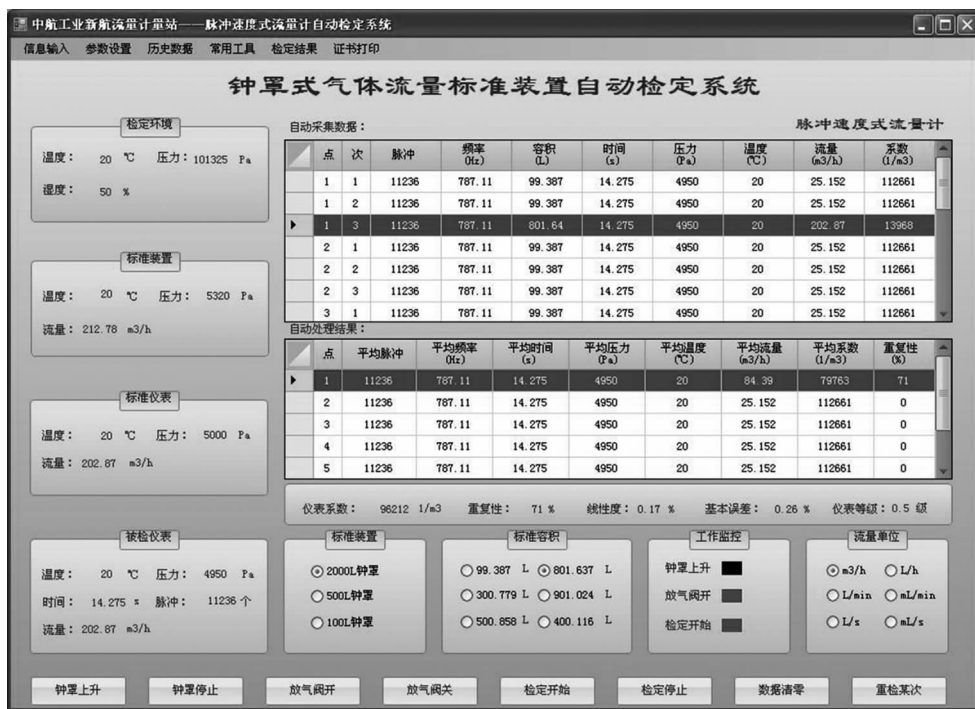 中航工业新航流量计量站——脉冲速度式流量计自动检定系统
信息输入 参数设置 历史数据 常用工具 检定结果 证书打印
钟罩式气体流量标准装置自动检定系统
检定环境
温度： 20 ℃ 压力：101325 Pa
湿度： 50 %
标准装置
温度： 20 ℃ 压力： 5320 Pa
流量：212.78 m3/h
标准仪表
温度： 20 ℃ 压力： 5000 Pa
流量：202.87 m3/h
被检仪表
温度： 20 ℃ 压力： 4950 Pa
时间： 14.275 s 脉冲： 11236 个
流量：202.87 m3/h
自动采集数据：
脉冲速度式流量计
点 次 脉冲 频率(Hz) 容积(L) 时间(s) 压力(Pa) 温度(℃) 流量(m3/h) 系数(1/m3)
1 1 11236 787.11 99.387 14.275 4950 20 25.152 112661
1 2 11236 787.11 99.387 14.275 4950 20 25.152 112661
1 3 11236 787.11 801.64 14.275 4950 20 202.87 13968
2 1 11236 787.11 99.387 14.275 4950 20 25.152 112661
2 2 11236 787.11 99.387 14.275 4950 20 25.152 112661
2 3 11236 787.11 99.387 14.275 4950 20 25.152 112661
3 1 11236 787.11 99.387 14.275 4950 20 25.152 112661
自动处理结果：
点 平均脉冲 平均频率(Hz) 平均时间(s) 平均压力(Pa) 平均温度(℃) 平均流量(m3/h) 平均系数(1/m3) 重复性(%)
1 11236 787.11 14.275 4950 20 84.39 79763 71
2 11236 787.11 14.275 4950 20 25.152 112661 0
3 11236 787.11 14.275 4950 20 25.152 112661 0
4 11236 787.11 14.275 4950 20 25.152 112661 0
5 11236 787.11 14.275 4950 20 25.152 112661 0
仪表系数： 96212 1/m3 重复性： 71 % 线性度：0.17 % 基本误差： 0.26 % 仪表等级：0.5 级
标准装置
2000L钟罩
500L钟罩
100L钟罩
标准容积
99.387 L 801.637 L
300.779 L 901.024 L
500.858 L 400.116 L
工作监控
钟罩上升
放气阀开
检定开始
流量单位
m3/h L/h
L/min mL/min
L/s mL/s
钟罩上升 钟罩停止 放气阀开 放气阀关 检定开始 检定停止 数据清零 重检某次